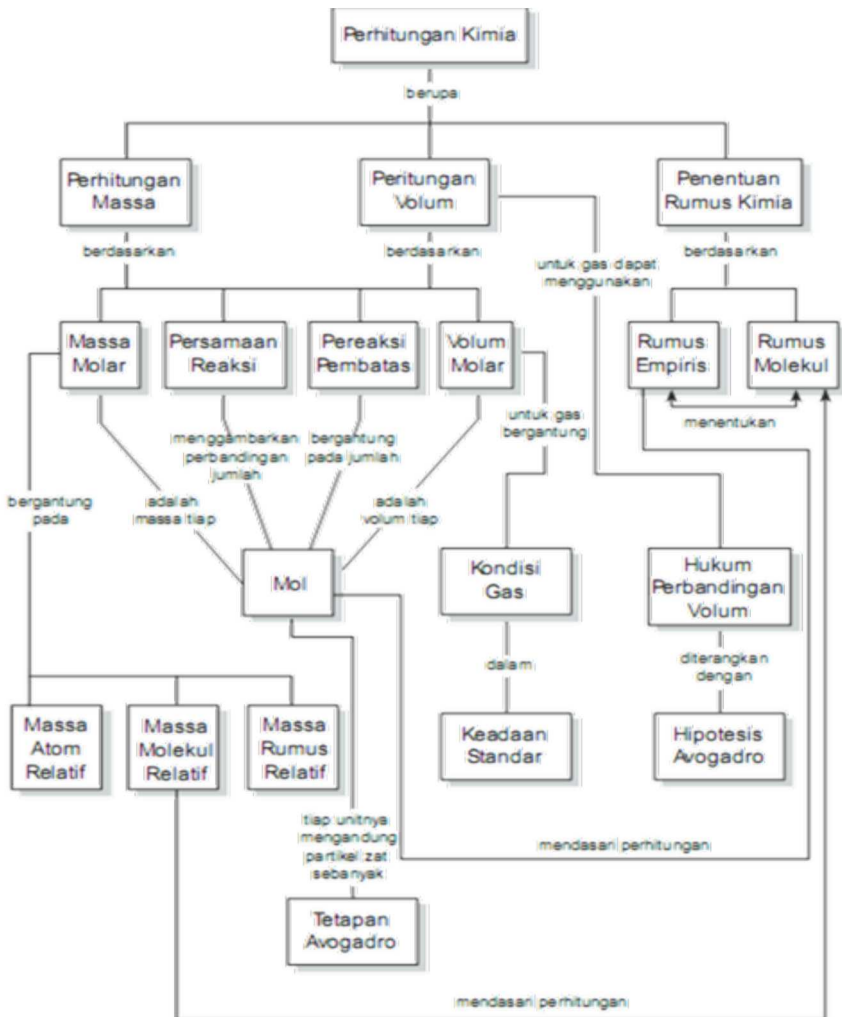 Perhitungan Kimia
berupa
Perhitungan
Massa
Peritungan
Volum
Penentuan
Rumus Kimia
berdasarkan
berdasarkan
untuk gas dapat
menggunakan
berdasarkan
Massa
Molar
Persamaan
Reaksi
Pereaksi
Pembatas
Volum
Molar
Rumus
Empiris
Rumus
Molekul
menentukan
untuk gas
bergantung
menggambarkan
perbandingan
jumlah
bergantung
pada jumlah
bergantung
pada
adalah
massa tiap
adalah
volum tiap
Mol
Kondisi
Gas
Hukum
Perbandingan
Volum
dalam
diterangkan
dengan
Massa
Atom
Relatif
Massa
Molekul
Relatif
Massa
Rumus
Relatif
Keadaan
Standar
Hipotesis
Avogadro
tiap unitnya
mengandung
partikel zat
sebanyak
mendasari perhitungan
Tetapan
Avogadro
mendasari perhitungan